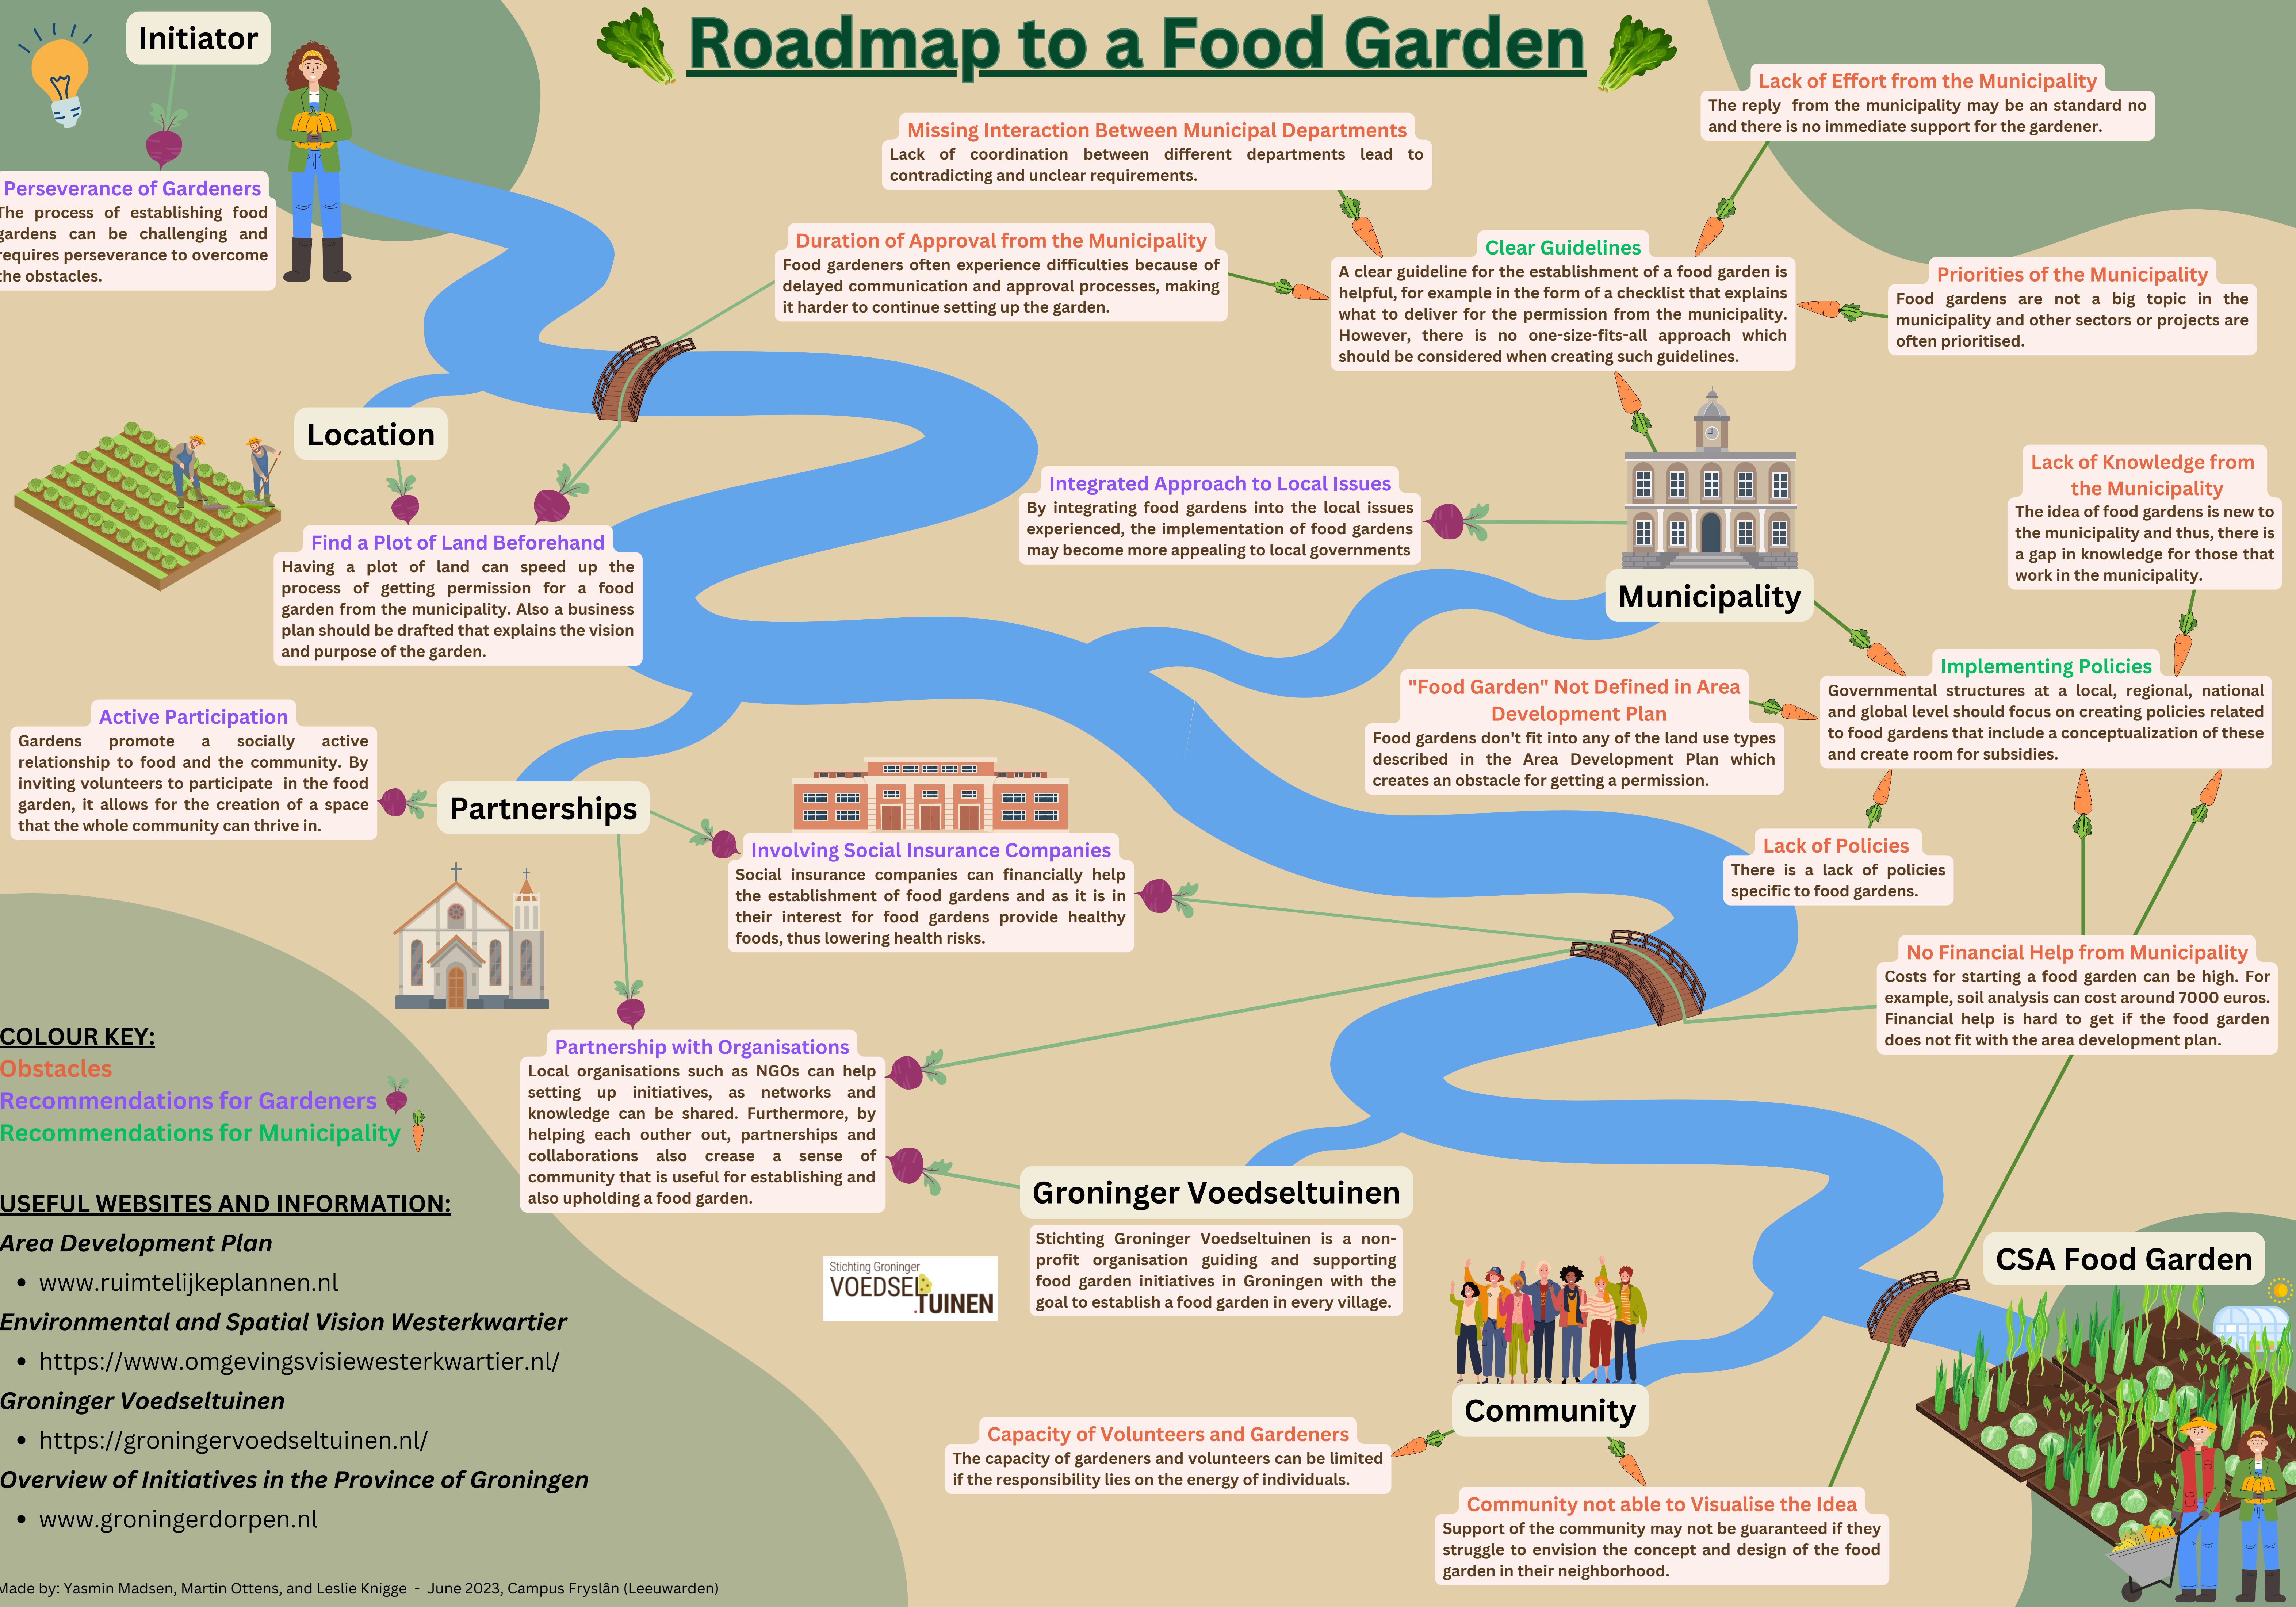 Roadmap to a Food Garden
Initiator
Perseverance of Gardeners
The process of establishing food
gardens can be challenging and
requires perseverance to overcome
the obstacles.
Lack of Effort from the Municipality
The reply from the municipality may be an standard no
and there is no immediate support for the gardener.
Missing Interaction Between Municipal Departments
Lack of coordination between different departments lead to
contradicting and unclear requirements.
Duration of Approval from the Municipality
Food gardeners often experience difficulties because of
delayed communication and approval processes, making
it harder to continue setting up the garden.
Clear Guidelines
A clear guideline for the establishment of a food garden is
helpful, for example in the form of a checklist that explains
what to deliver for the permission from the municipality.
However, there is no one-size-fits-all approach which
should be considered when creating such guidelines.
Priorities of the Municipality
Food gardens are not a big topic in the
municipality and other sectors or projects are
often prioritised.
Location
Find a Plot of Land Beforehand
Having a plot of land can speed up the
process of getting permission for a food
garden from the municipality. Also a business
plan should be drafted that explains the vision
and purpose of the garden.
Integrated Approach to Local Issues
By integrating food gardens into the local issues
experienced, the implementation of food gardens
may become more appealing to local governments
Municipality
Lack of Knowledge from
the Municipality
The idea of food gardens is new to
the municipality and thus, there is
a gap in knowledge for those that
work in the municipality.
Implementing Policies
Governmental structures at a local, regional, national
and global level should focus on creating policies related
to food gardens that include a conceptualization of these
and create room for subsidies.
"Food Garden" Not Defined in Area
Development Plan
Food gardens don't fit into any of the land use types
described in the Area Development Plan which
creates an obstacle for getting a permission.
Active Participation
Gardens promote a socially active
relationship to food and the community. By
inviting volunteers to participate in the food
garden, it allows for the creation of a space
that the whole community can thrive in.
Partnerships
Involving Social Insurance Companies
Social insurance companies can financially help
the establishment of food gardens and as it is in
their interest for food gardens provide healthy
foods, thus lowering health risks.
Lack of Policies
There is a lack of policies
specific to food gardens.
No Financial Help from Municipality
Costs for starting a food garden can be high. For
example, soil analysis can cost around 7000 euros.
Financial help is hard to get if the food garden
does not fit with the area development plan.
Partnership with Organisations
Local organisations such as NGOs can help
setting up initiatives, as networks and
knowledge can be shared. Furthermore, by
helping each outher out, partnerships and
collaborations also crease a sense of
community that is useful for establishing and
also upholding a food garden.
Groninger Voedseltuinen
Stichting Groninger Voedseltuinen is a non-
profit organisation guiding and supporting
food garden initiatives in Groningen with the
goal to establish a food garden in every village.
Stichting Groninger
VOEDSEL
.TUINEN
CSA Food Garden
Community
Capacity of Volunteers and Gardeners
The capacity of gardeners and volunteers can be limited
if the responsibility lies on the energy of individuals.
Community not able to Visualise the Idea
Support of the community may not be guaranteed if they
struggle to envision the concept and design of the food
garden in their neighborhood.
COLOUR KEY:
Obstacles
Recommendations for Gardeners
Recommendations for Municipality
USEFUL WEBSITES AND INFORMATION:
Area Development Plan
• www.ruimtelijkeplannen.nl
Environmental and Spatial Vision Westerkwartier
• https://www.omgevingsvisiewesterkwartier.nl/
Groninger Voedseltuinen
• https://groningervoedseltuinen.nl/
Overview of Initiatives in the Province of Groningen
• www.groningerdorpen.nl
Made by: Yasmin Madsen, Martin Ottens, and Leslie Knigge - June 2023, Campus Fryslân (Leeuwarden)